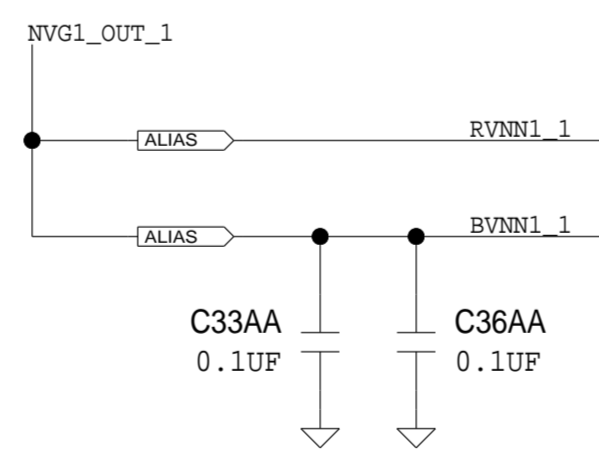 NVG1_OUT_1
ALIAS
RVNN1_1
ALIAS
BVNN1_1
C33AA
0.1UF
C36AA
0.1UF